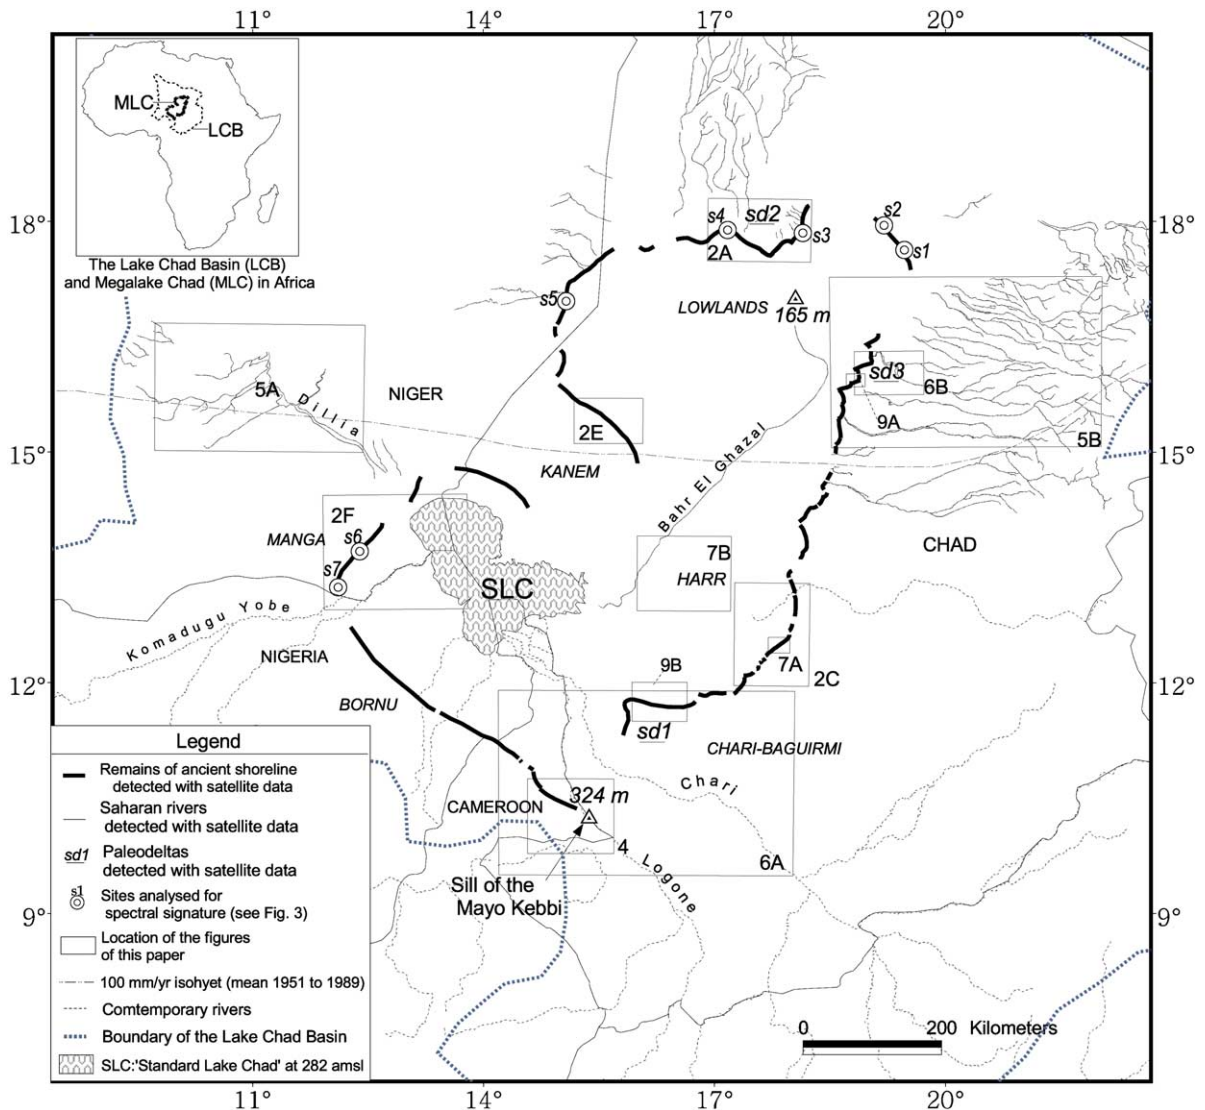 11°
14°
17°
20°
MLC
LCB
The Lake Chad Basin (LCB)
and Megalake Chad (MLC) in Africa
18°
18°
s4
sd2
s3
2A
s2
s1
s5
LOWLANDS
165 m
5A
Dillia
NIGER
2E
sd3
6B
9A
5B
15°
15°
KANEM
Bahr El Ghazal
2F
MANGA
s6
s7
SLC
7B
HARR
CHAD
Komadugu Yobe
NIGERIA
7A
2C
12°
12°
BORNU
9B
sd1
CHARI-BAGUIRMI
Chari
CAMEROON
324 m
4
6A
Logone
Sill of the
Mayo Kebbi
9°
9°
Legend
Remains of ancient shoreline
detected with satellite data
Saharan rivers
detected with satellite data
sd1
Paleodeltas
detected with satellite data
s1
Sites analysed for
spectral signature (see Fig. 3)
Location of the figures
of this paper
100 mm/yr isohyet (mean 1951 to 1989)
Comtemporary rivers
Boundary of the Lake Chad Basin
SLC:'Standard Lake Chad' at 282 amsl
0 200 Kilometers
11°
14°
17°
20°